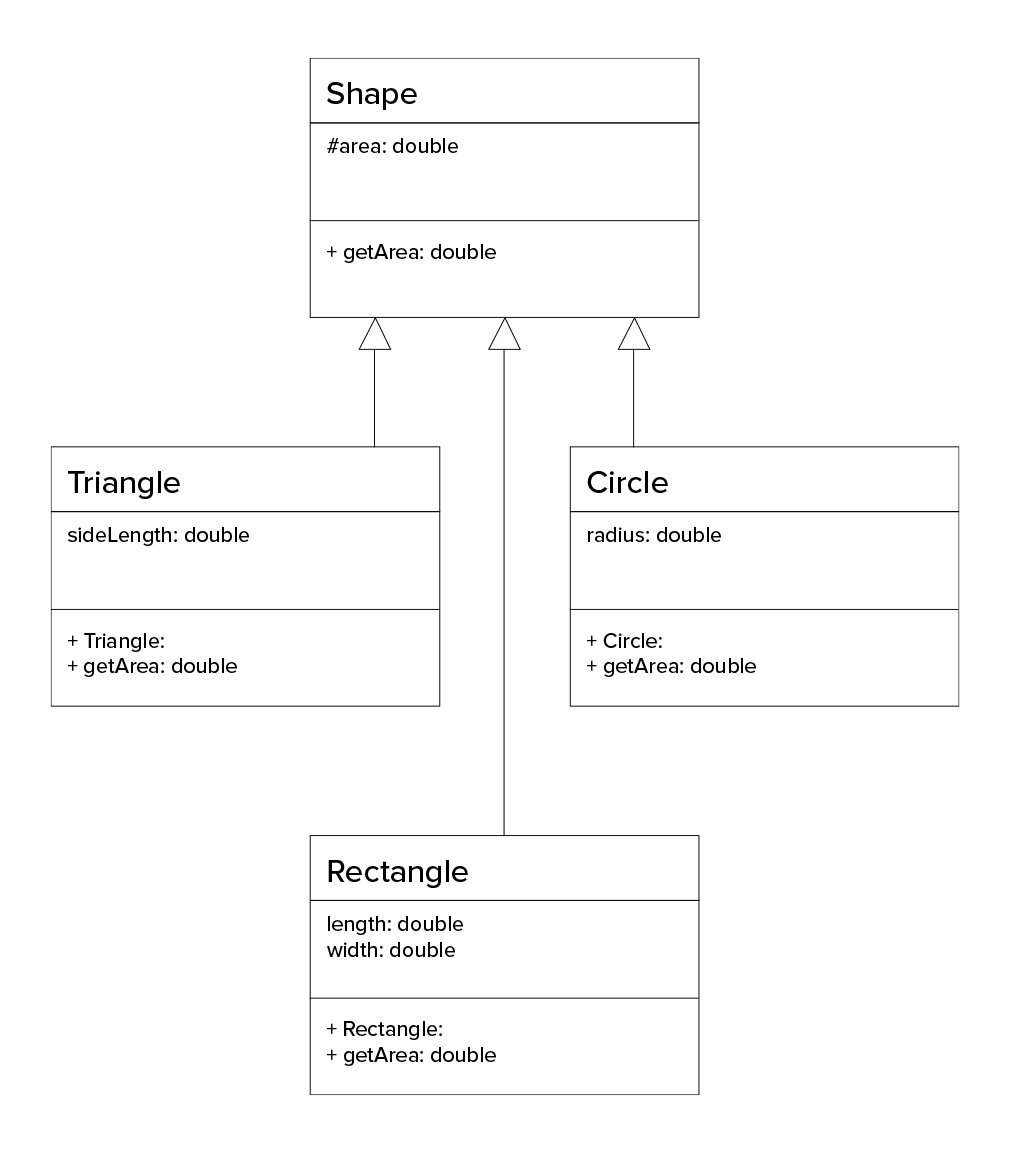 Shape
#area: double
+ getArea: double
Triangle
sideLength: double
+ Triangle:
+ getArea: double
Circle
radius: double
+ Circle:
+ getArea: double
Rectangle
length: double
width: double
+ Rectangle:
+ getArea: double